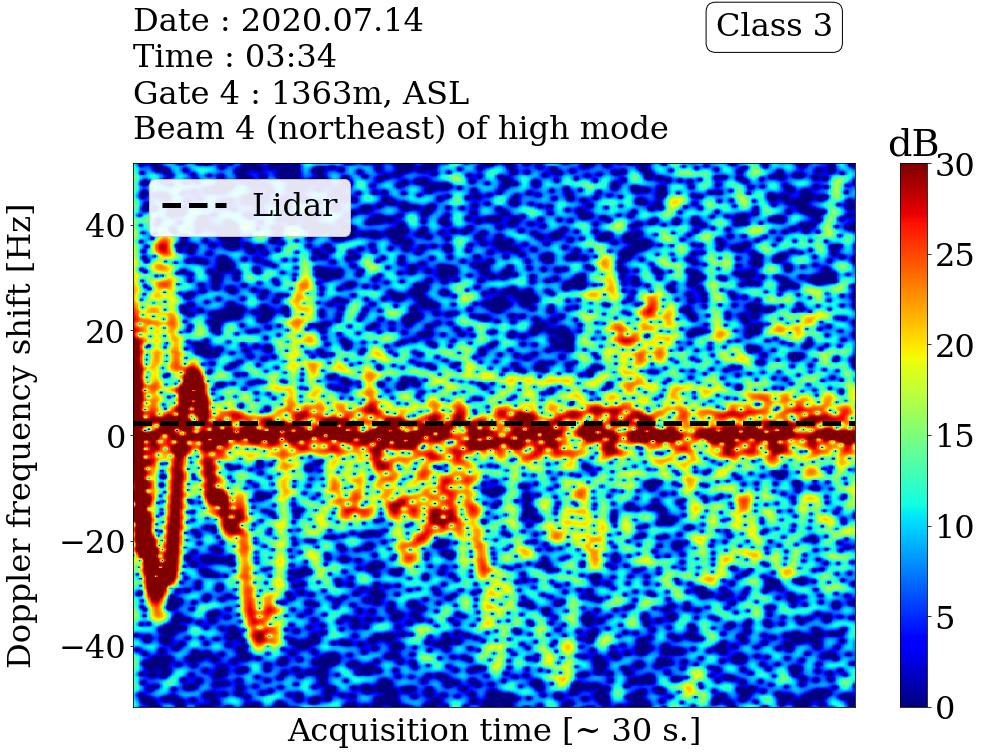 Date : 2020.07.14
Time : 03:34
Gate 4 : 1363m, ASL
Beam 4 (northeast) of high mode
Class 3
dB
Lidar
Doppler frequency shift [Hz]
40
20
0
−20
−40
30
25
20
15
10
5
0
Acquisition time [~ 30 s.]